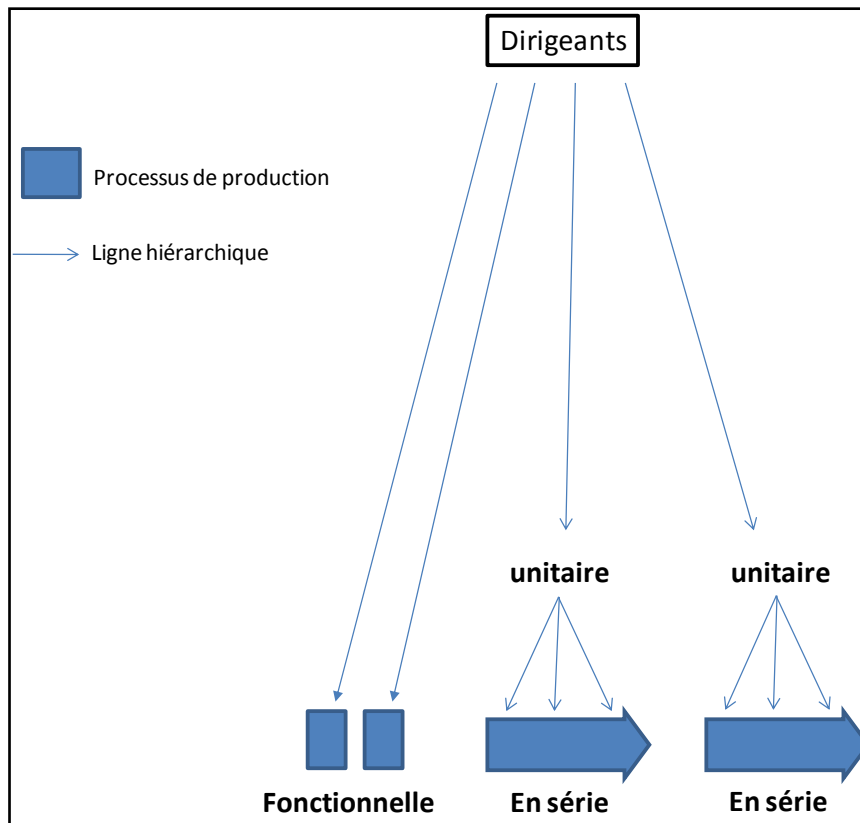 Dirigeants
Processus de production
Ligne hiérarchique
unitaire
unitaire
Fonctionnelle
En série
En série